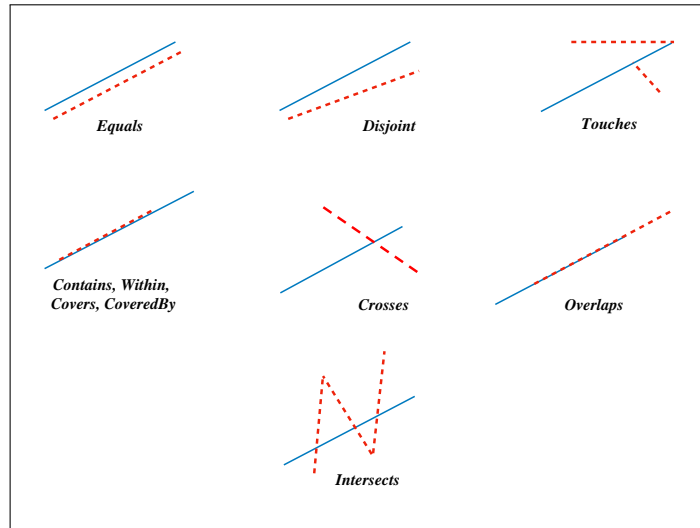 Equals
Disjoint
Touches
Contains, Within,
Covers, CoveredBy
Crosses
Overlaps
Intersects